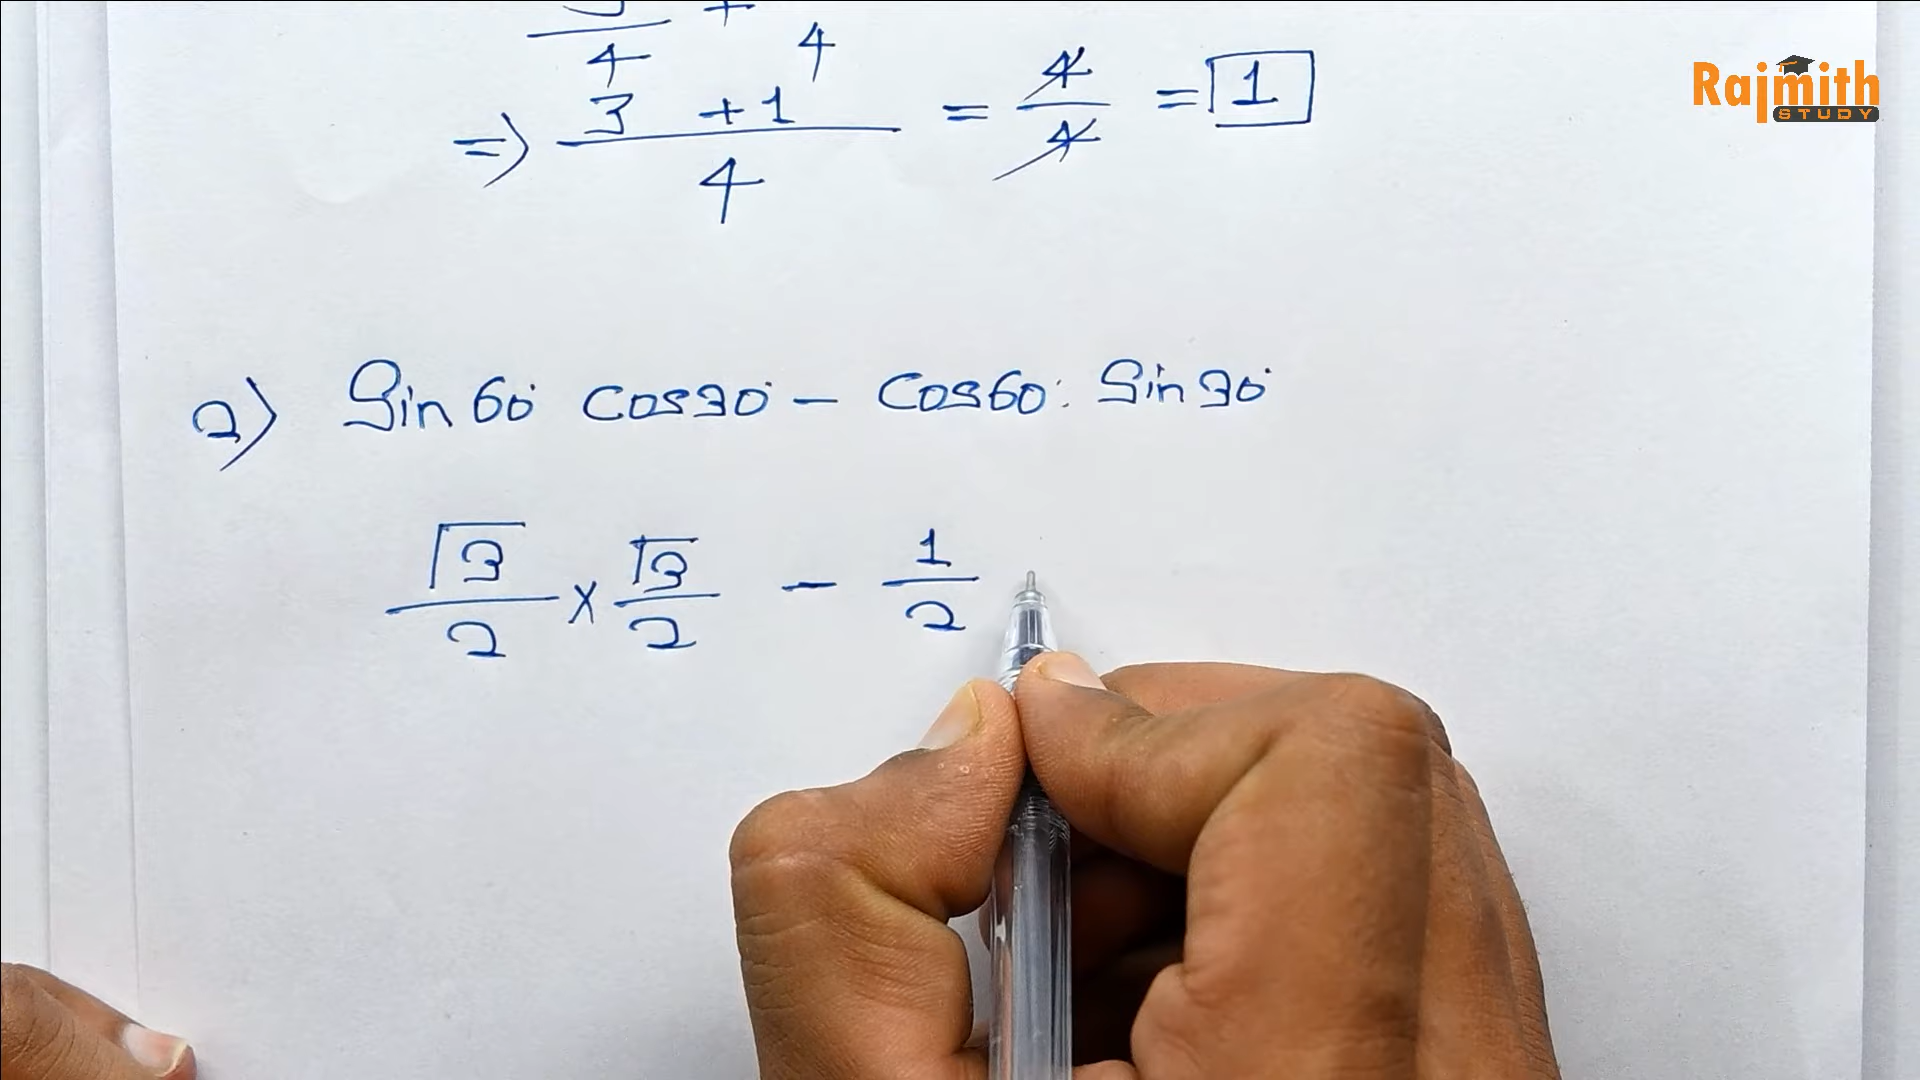 4 + 4
=> 3 + 1 / 4 = 4 / 4 = 1
2) Sin 60° Cos 30° - Cos 60° Sin 30°
√3 / 2 × √3 / 2 - 1 / 2
Rajmith
STUDY